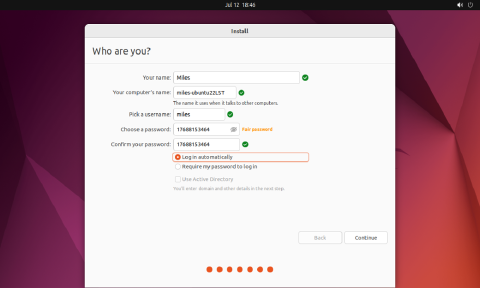 Jul 12 18:46
Install
Who are you?
Your name: Miles
Your computer's name: miles-ubuntu22LST
The name it uses when it talks to other computers.
Pick a username: miles
Choose a password: 17688153464 Fair password
Confirm your password: 17688153464
Log in automatically
Require my password to log in
Use Active Directory
You'll enter domain and other details in the next step.
Back Continue